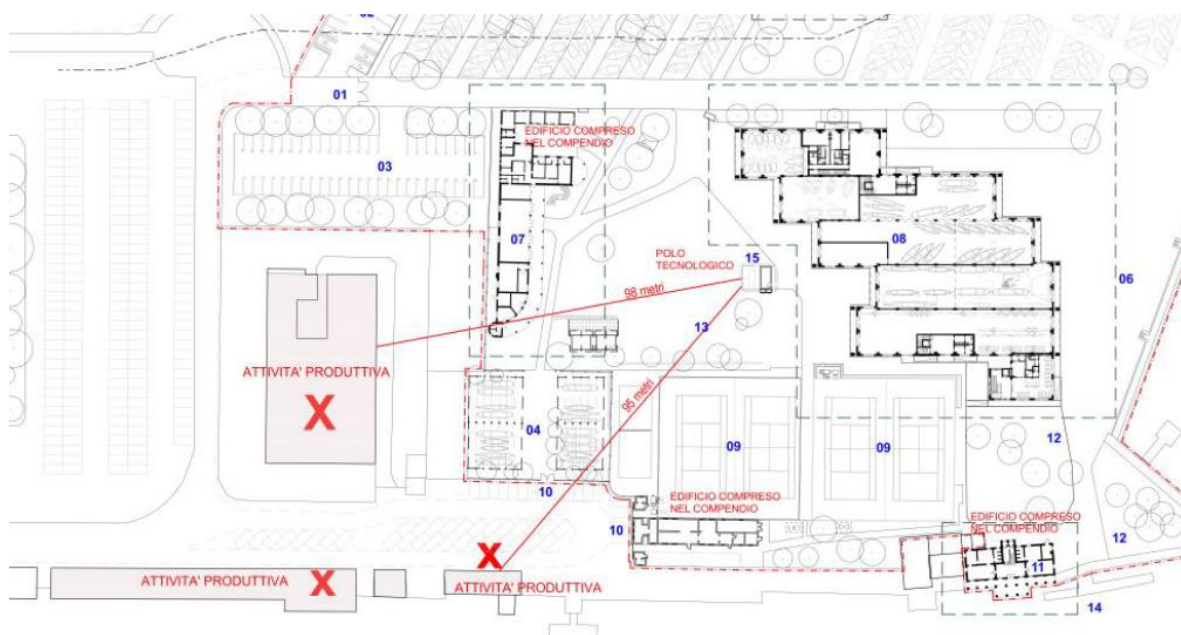 02
01
EDIFICIO COMPRESO
NEL COMPENDIO
03
07
08
POLO
TECNOLOGICO
15
06
98 metri
13
ATTIVITA' PRODUTTIVA
X
95 metri
04
09
09
12
10
EDIFICIO COMPRESO
NEL COMPENDIO
10
EDIFICIO COMPRESO
NEL COMPENDIO
12
X
ATTIVITA' PRODUTTIVA
X
ATTIVITA' PRODUTTIVA
11
14